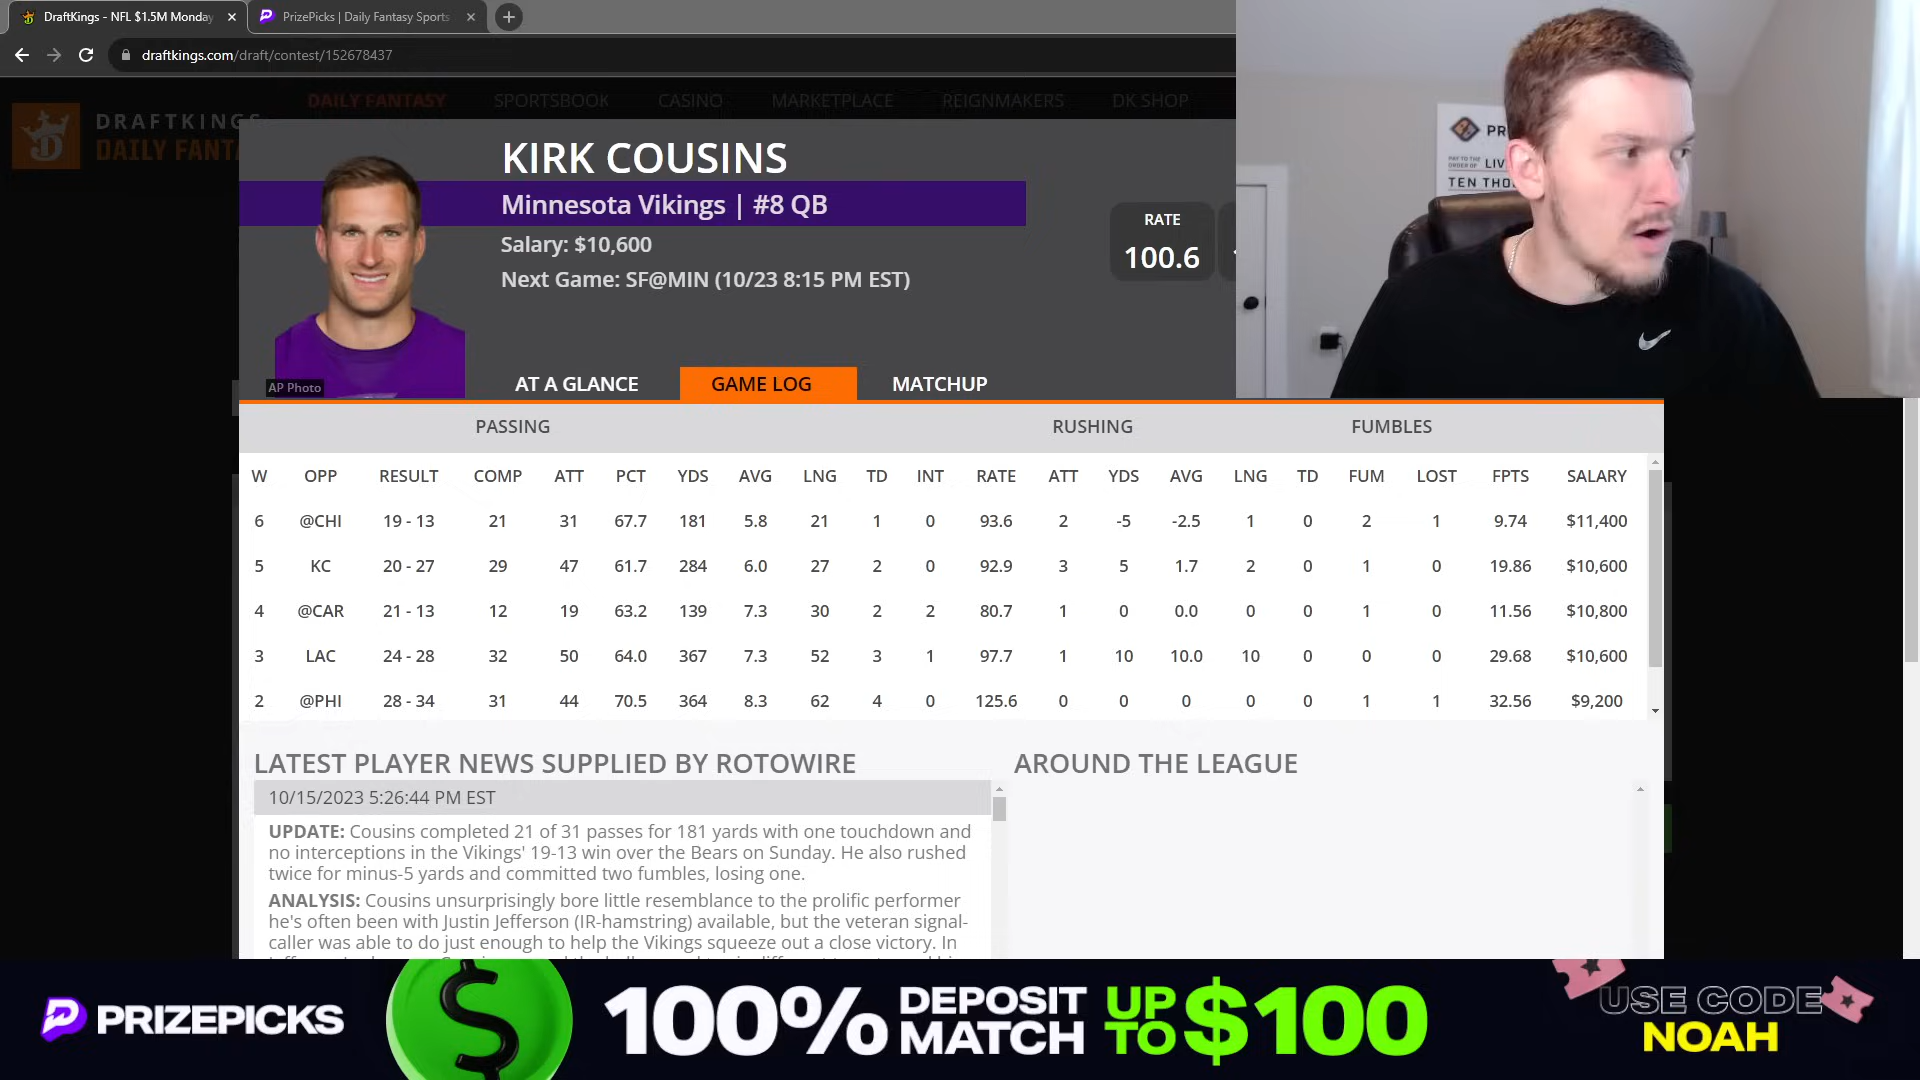 DraftKings - NFL $1.5M Monday
PrizePicks | Daily Fantasy Sports
draftkings.com/draft/contest/152678437
DAILY FANTASY SPORTSBOOK CASINO MARKETPLACE REIGNMAKERS DK SHOP
DRAFTKINGS
DAILY FANTA
KIRK COUSINS
Minnesota Vikings | #8 QB
Salary: $10,600
Next Game: SF@MIN (10/23 8:15 PM EST)
RATE
100.6
AP Photo
AT A GLANCE GAME LOG MATCHUP
PR
PAY TO THE
ORDER OF LIV
TEN THO
PASSING RUSHING FUMBLES
W OPP RESULT COMP ATT PCT YDS AVG LNG TD INT RATE ATT YDS AVG LNG TD FUM LOST FPTS SALARY
6 @CHI 19 - 13 21 31 67.7 181 5.8 21 1 0 93.6 2 -5 -2.5 1 0 2 1 9.74 $11,400
5 KC 20 - 27 29 47 61.7 284 6.0 27 2 0 92.9 3 5 1.7 2 0 1 0 19.86 $10,600
4 @CAR 21 - 13 12 19 63.2 139 7.3 30 2 2 80.7 1 0 0.0 0 0 1 0 11.56 $10,800
3 LAC 24 - 28 32 50 64.0 367 7.3 52 3 1 97.7 1 10 10.0 10 0 0 0 29.68 $10,600
2 @PHI 28 - 34 31 44 70.5 364 8.3 62 4 0 125.6 0 0 0 0 0 1 1 32.56 $9,200
LATEST PLAYER NEWS SUPPLIED BY ROTOWIRE
AROUND THE LEAGUE
10/15/2023 5:26:44 PM EST
UPDATE: Cousins completed 21 of 31 passes for 181 yards with one touchdown and
no interceptions in the Vikings' 19-13 win over the Bears on Sunday. He also rushed
twice for minus-5 yards and committed two fumbles, losing one.
ANALYSIS: Cousins unsurprisingly bore little resemblance to the prolific performer
he's often been with Justin Jefferson (IR-hamstring) available, but the veteran signal-
caller was able to do just enough to help the Vikings squeeze out a close victory. In
PRIZEPICKS
100% DEPOSIT MATCH UP TO $100
USE CODE
NOAH